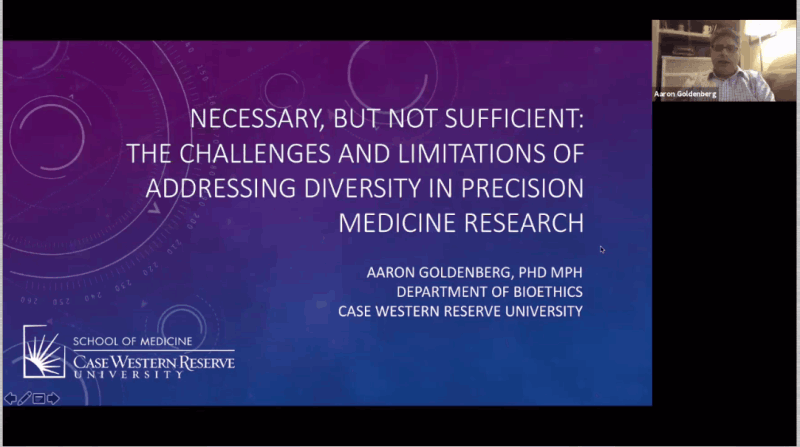 NECESSARY, BUT NOT SUFFICIENT:
THE CHALLENGES AND LIMITATIONS OF
ADDRESSING DIVERSITY IN PRECISION
MEDICINE RESEARCH
AARON GOLDENBERG, PHD MPH
DEPARTMENT OF BIOETHICS
CASE WESTERN RESERVE UNIVERSITY
SCHOOL OF MEDICINE
CASE WESTERN RESERVE
UNIVERSITY
Aaron Goldenberg